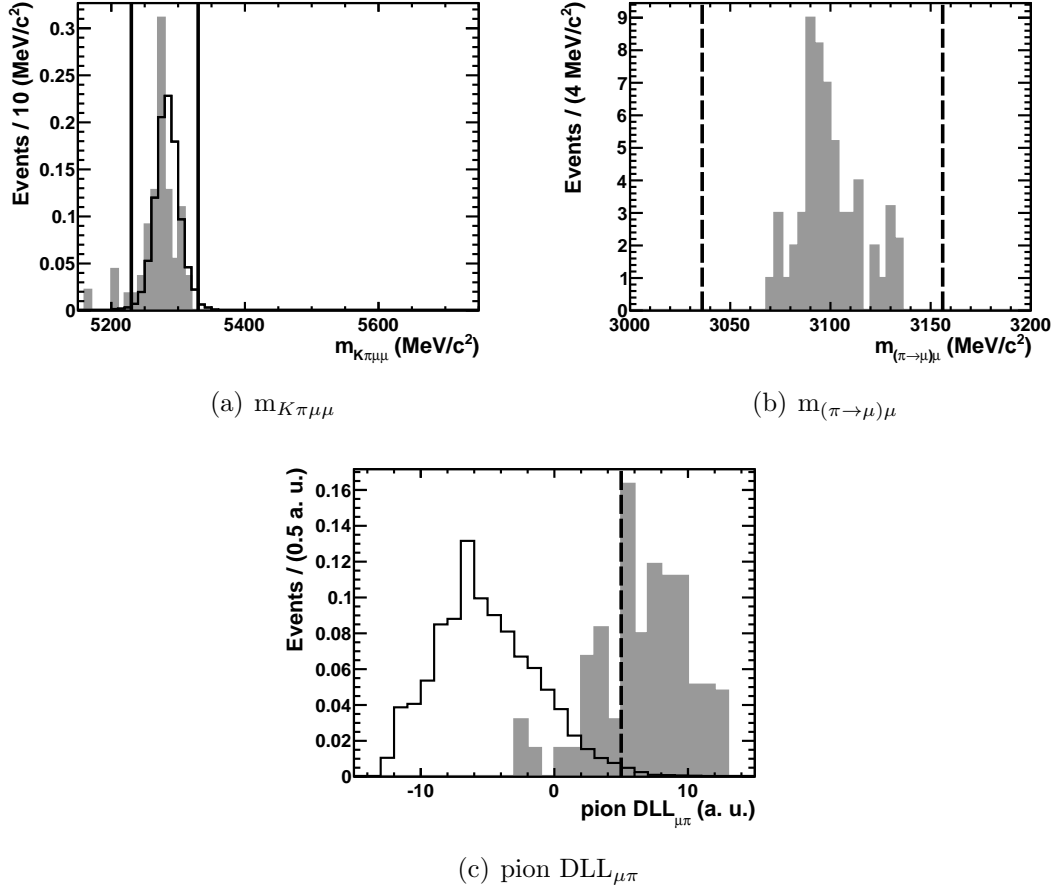 Events / 10 (MeV/c²)
0.3
0.25
0.2
0.15
0.1
0.05
0
5200 5400 5600
m_{Kπμμ} (MeV/c²)
(a) m_{Kπμμ}
Events / (4 MeV/c²)
9
8
7
6
5
4
3
2
1
0
3000 3050 3100 3150 3200
m_{(π→μ)μ} (MeV/c²)
(b) m_{(π→μ)μ}
Events / (0.5 a. u.)
0.16
0.14
0.12
0.1
0.08
0.06
0.04
0.02
0
-10 0 10
pion DLL_{μπ} (a. u.)
(c) pion DLL_{μπ}